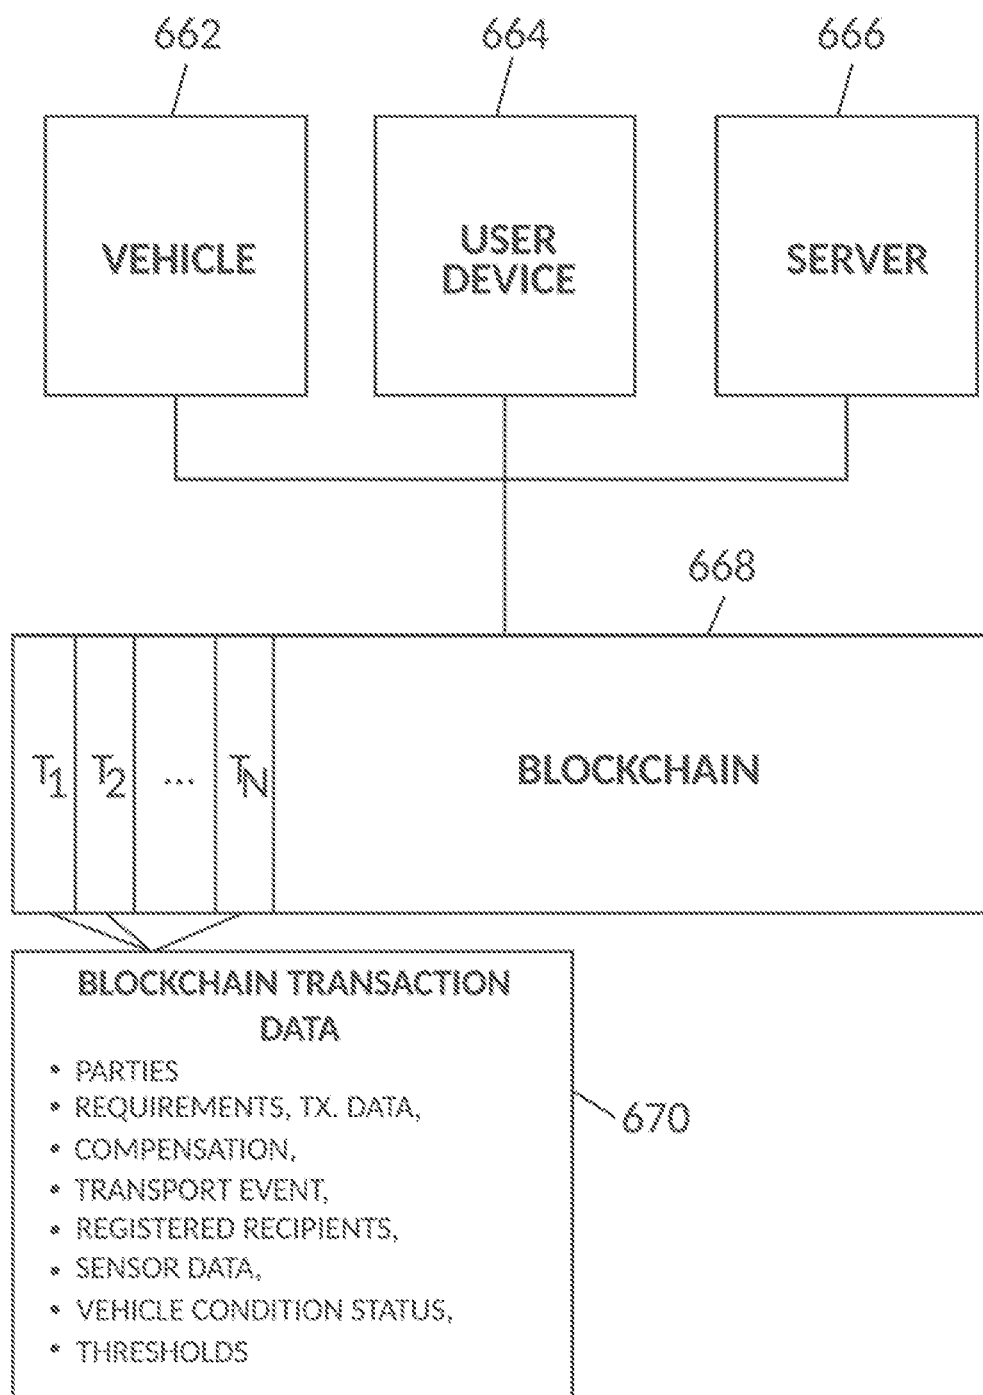 662 664 666
VEHICLE
USER
DEVICE
SERVER
668
T1 T2 ... TN BLOCKCHAIN
BLOCKCHAIN TRANSACTION
DATA
• PARTIES
• REQUIREMENTS, TX. DATA,
• COMPENSATION,
• TRANSPORT EVENT,
• REGISTERED RECIPIENTS,
• SENSOR DATA,
• VEHICLE CONDITION STATUS,
• THRESHOLDS
670